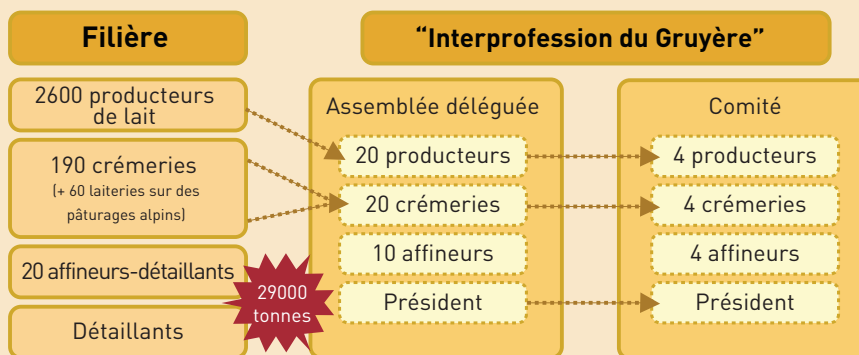 Filière
“Interprofession du Gruyère”
2600 producteurs
de lait
190 crémeries
(+ 60 laiteries sur des
pâturages alpins)
20 affineurs-détaillants
Détaillants
29000
tonnes
Assemblée déléguée
20 producteurs
20 crémeries
10 affineurs
Président
Comité
4 producteurs
4 crémeries
4 affineurs
Président